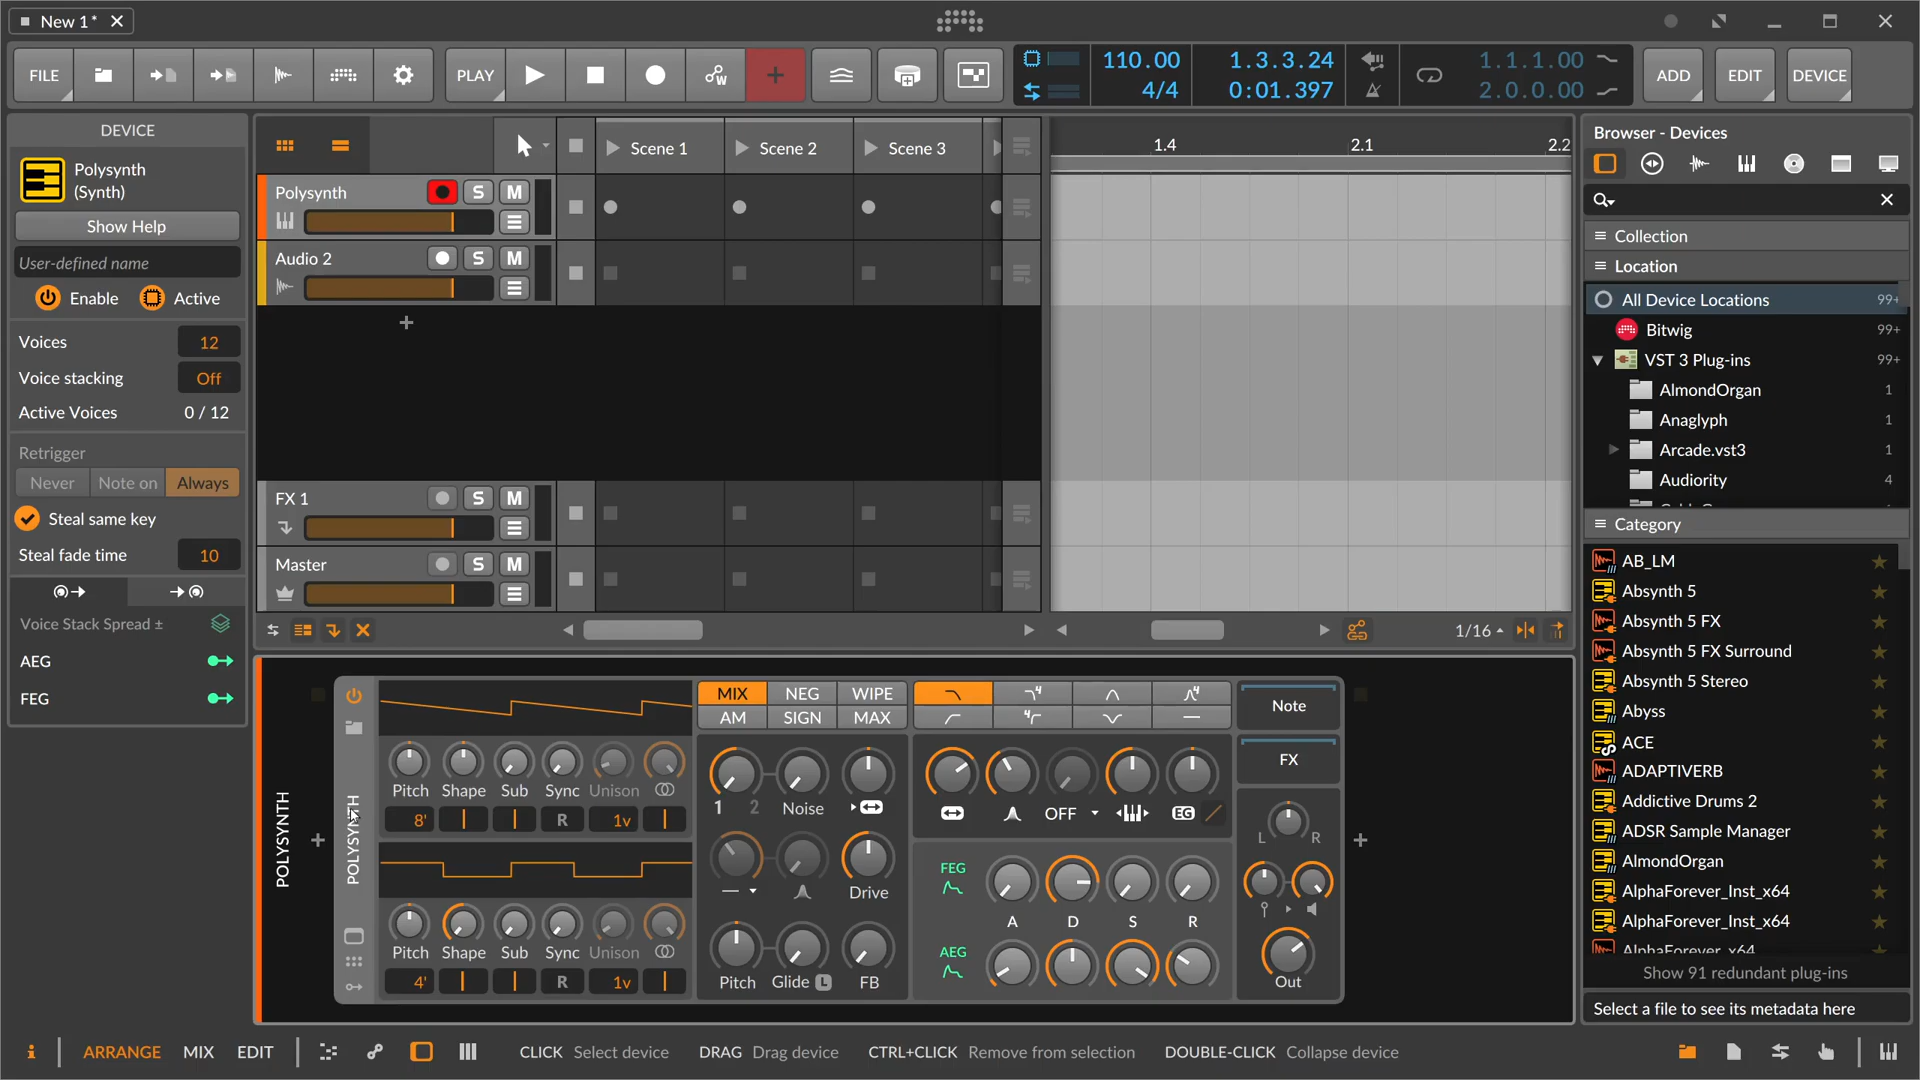 New 1*
FILE
PLAY
110.00
4/4
1.3.3.24
0:01.397
1.1.1.00
2.0.0.00
ADD
EDIT
DEVICE
DEVICE
Polysynth
(Synth)
Show Help
User-defined name
Enable
Active
Voices
12
Voice stacking
Off
Active Voices
0 / 12
Retrigger
Never
Note on
Always
Steal same key
Steal fade time
10
Voice Stack Spread ±
AEG
FEG
Scene 1
Scene 2
Scene 3
Polysynth
S
M
Audio 2
S
M
FX 1
S
M
Master
S
M
1.4
2.1
2.2
1/16
POLYSYNTH
POLYSYNTH
Pitch
Shape
Sub
Sync
Unison
8'
R
1v
Pitch
Shape
Sub
Sync
Unison
4'
R
1v
MIX
NEG
WIPE
AM
SIGN
MAX
1
2
Noise
Drive
Pitch
Glide
L
FB
4
4
4
OFF
EG
FEG
A
D
S
R
AEG
Note
FX
L
R
Out
Browser - Devices
Collection
Location
All Device Locations
99+
Bitwig
99+
VST 3 Plug-ins
99+
AlmondOrgan
1
Anaglyph
1
Arcade.vst3
1
Audiority
4
Category
AB_LM
Absynth 5
Absynth 5 FX
Absynth 5 FX Surround
Absynth 5 Stereo
Abyss
ACE
ADAPTIVERB
Addictive Drums 2
ADSR Sample Manager
AlmondOrgan
AlphaForever_Inst_x64
AlphaForever_Inst_x64
AlphaForever_x64
Show 91 redundant plug-ins
Select a file to see its metadata here
ARRANGE
MIX
EDIT
CLICK
Select device
DRAG
Drag device
CTRL+CLICK
Remove from selection
DOUBLE-CLICK
Collapse device